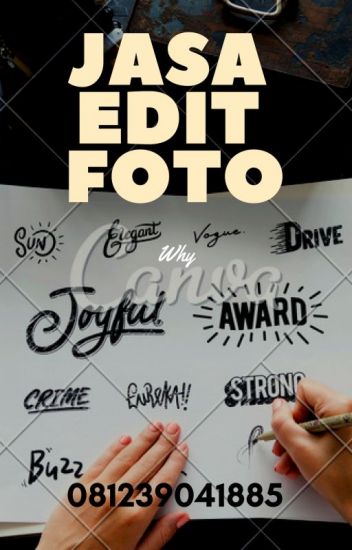 JASA
EDIT
FOTO
SUN Elegant Vogue. DRIVE
Why
Canva
Joyful AWARD
CRIME EUREKA!! STRONG
Buzz
081239041885